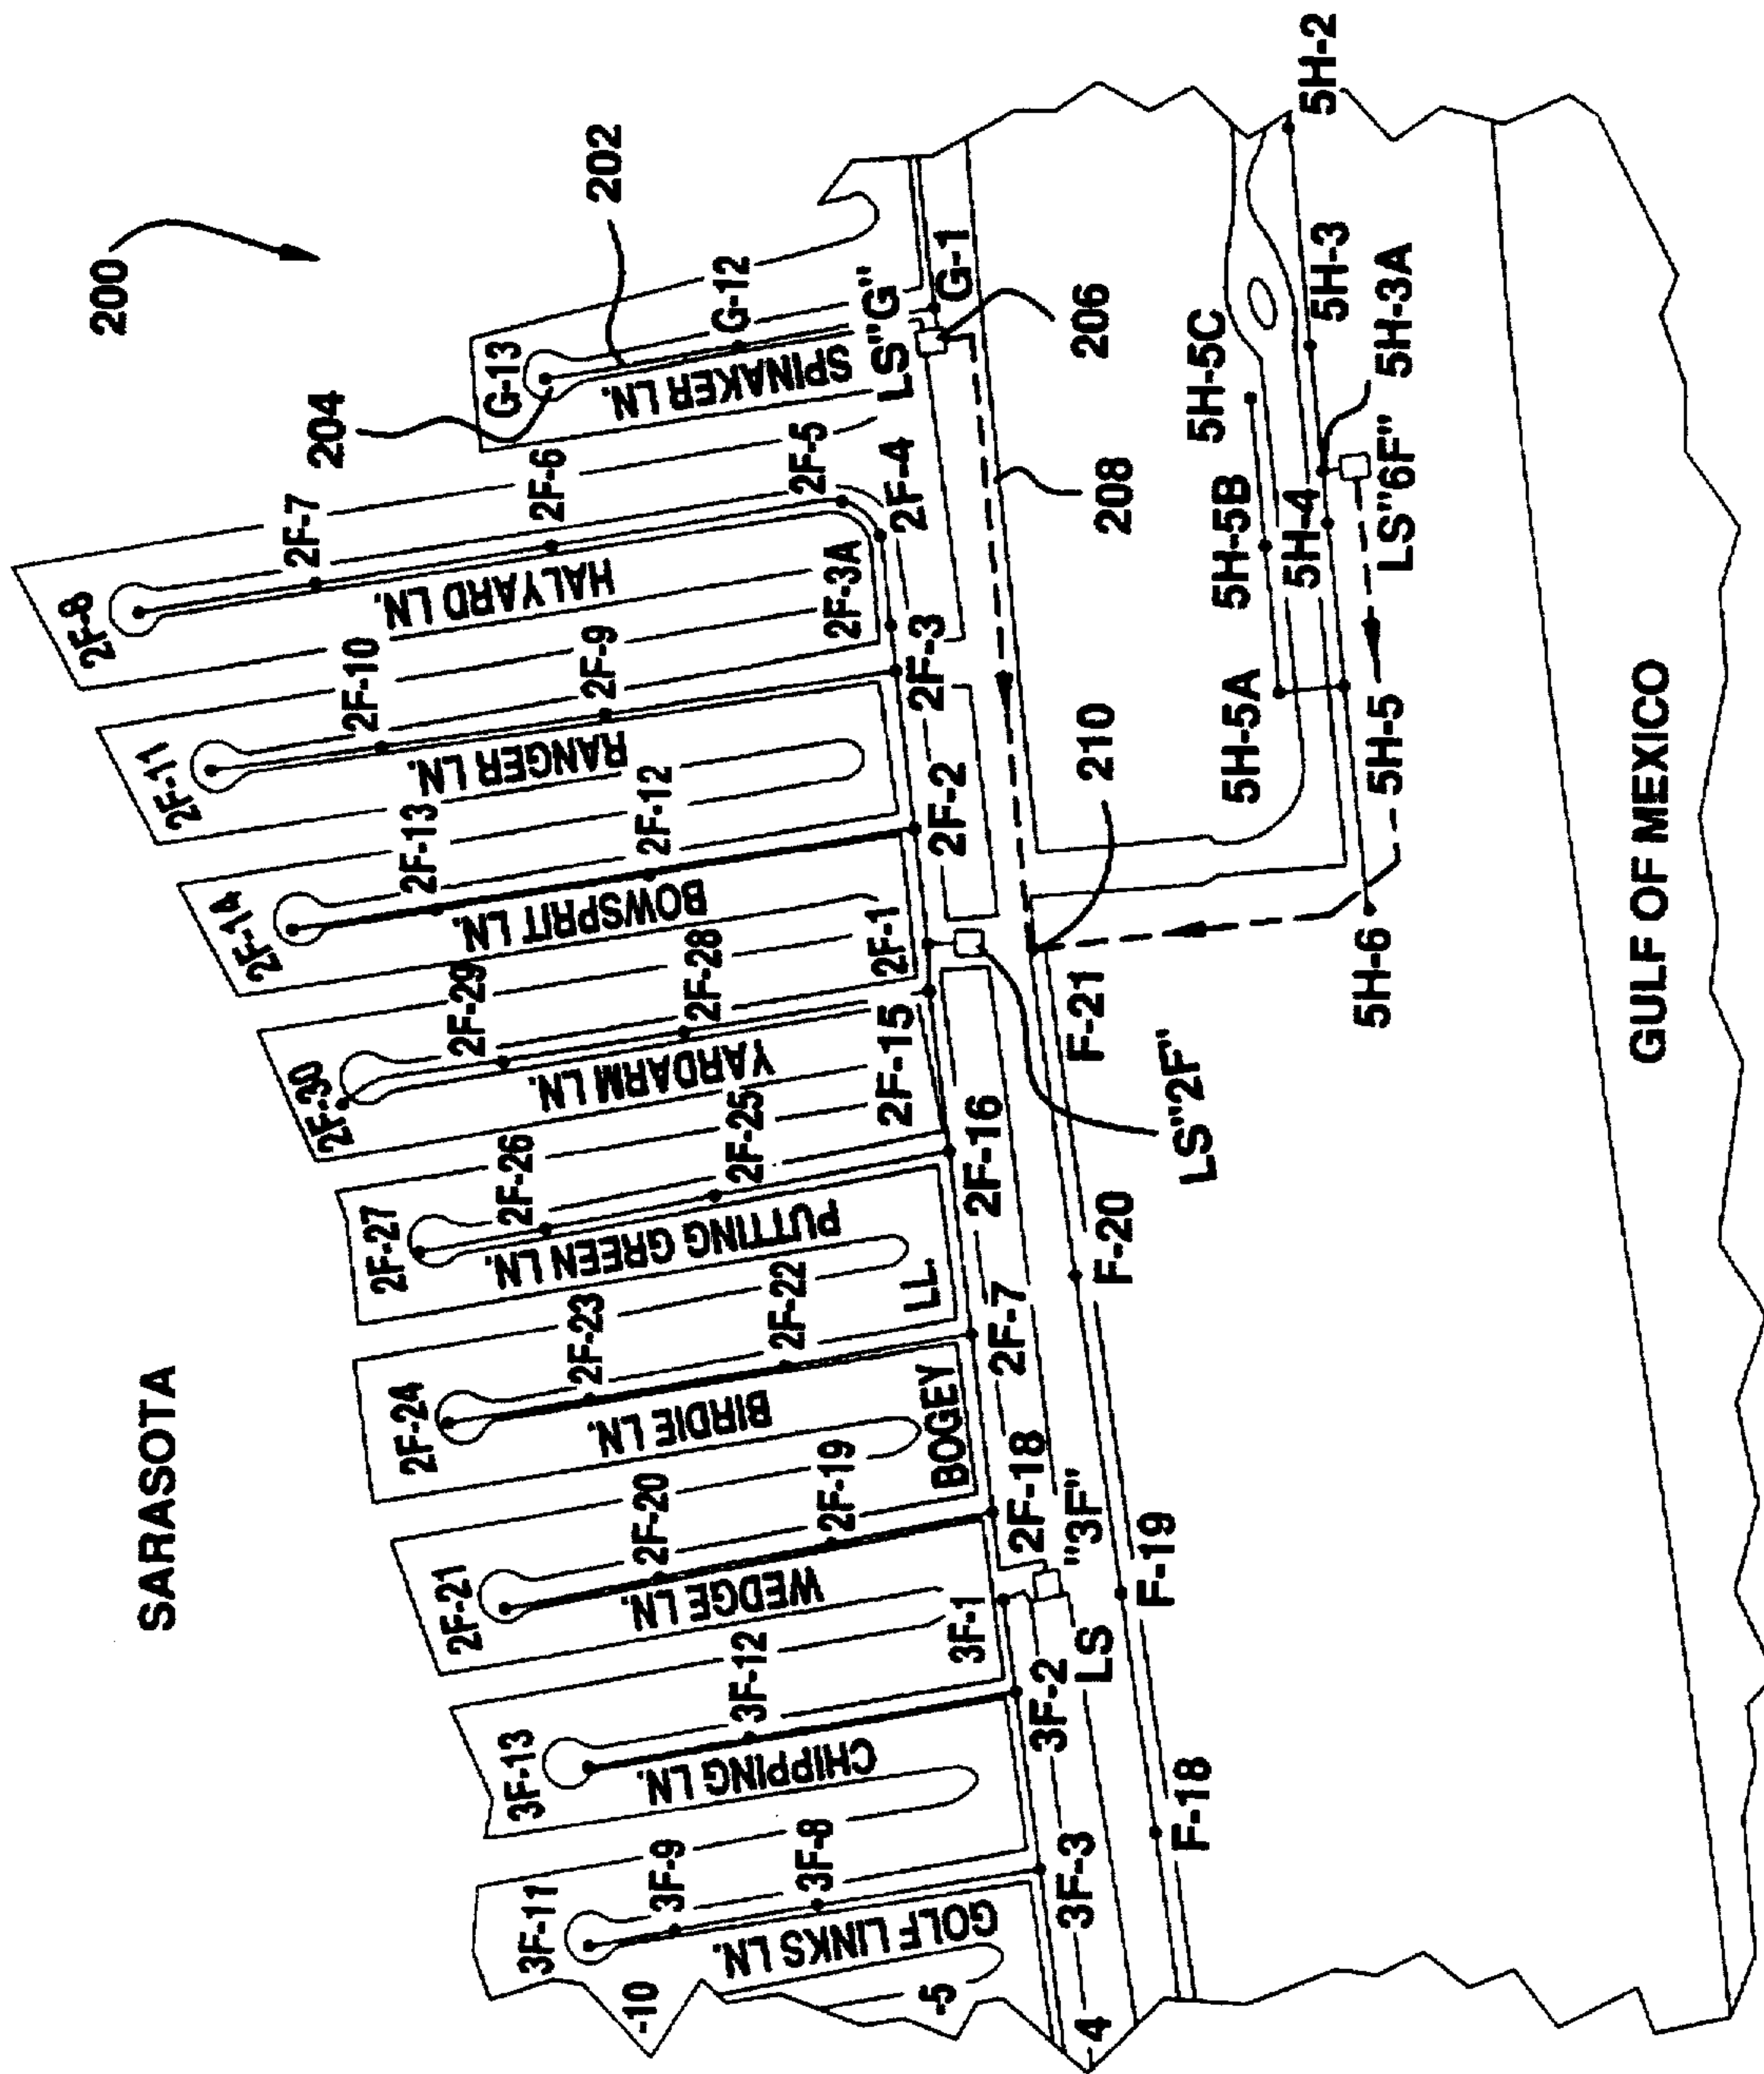 SARASOTA
200
202
204
G-13
G-12
SPINAKER LN.
LS"G"
G-1
206
208
210
2F-8
2F-7
2F-6
2F-5
HALYARD LN.
2F-4
2F-3A
2F-11
2F-10
2F-9
RANGER LN.
2F-3
2F-14
2F-13
2F-12
BOWSPRIT LN.
2F-2
2F-1
2F-30
2F-29
2F-28
YARDARM LN.
2F-15
2F-27
2F-26
2F-25
PUTTING GREEN LN.
2F-16
LL.
2F-24
2F-23
2F-22
BIRDIE LN.
2F-7
BOGEY
2F-21
2F-20
2F-19
WEDGE LN.
2F-18
3F-13
3F-12
CHIPPING LN.
3F-1
3F-2
LS "3F"
3F-11
3F-9
3F-8
GOLF LINKS LN.
3F-3
-10
-5
4
LS"2F"
F-21
F-20
F-19
F-18
5H-2
5H-3
5H-3A
LS"6F"
5H-4
5H-5
5H-5A
5H-5B
5H-5C
5H-6
GULF OF MEXICO